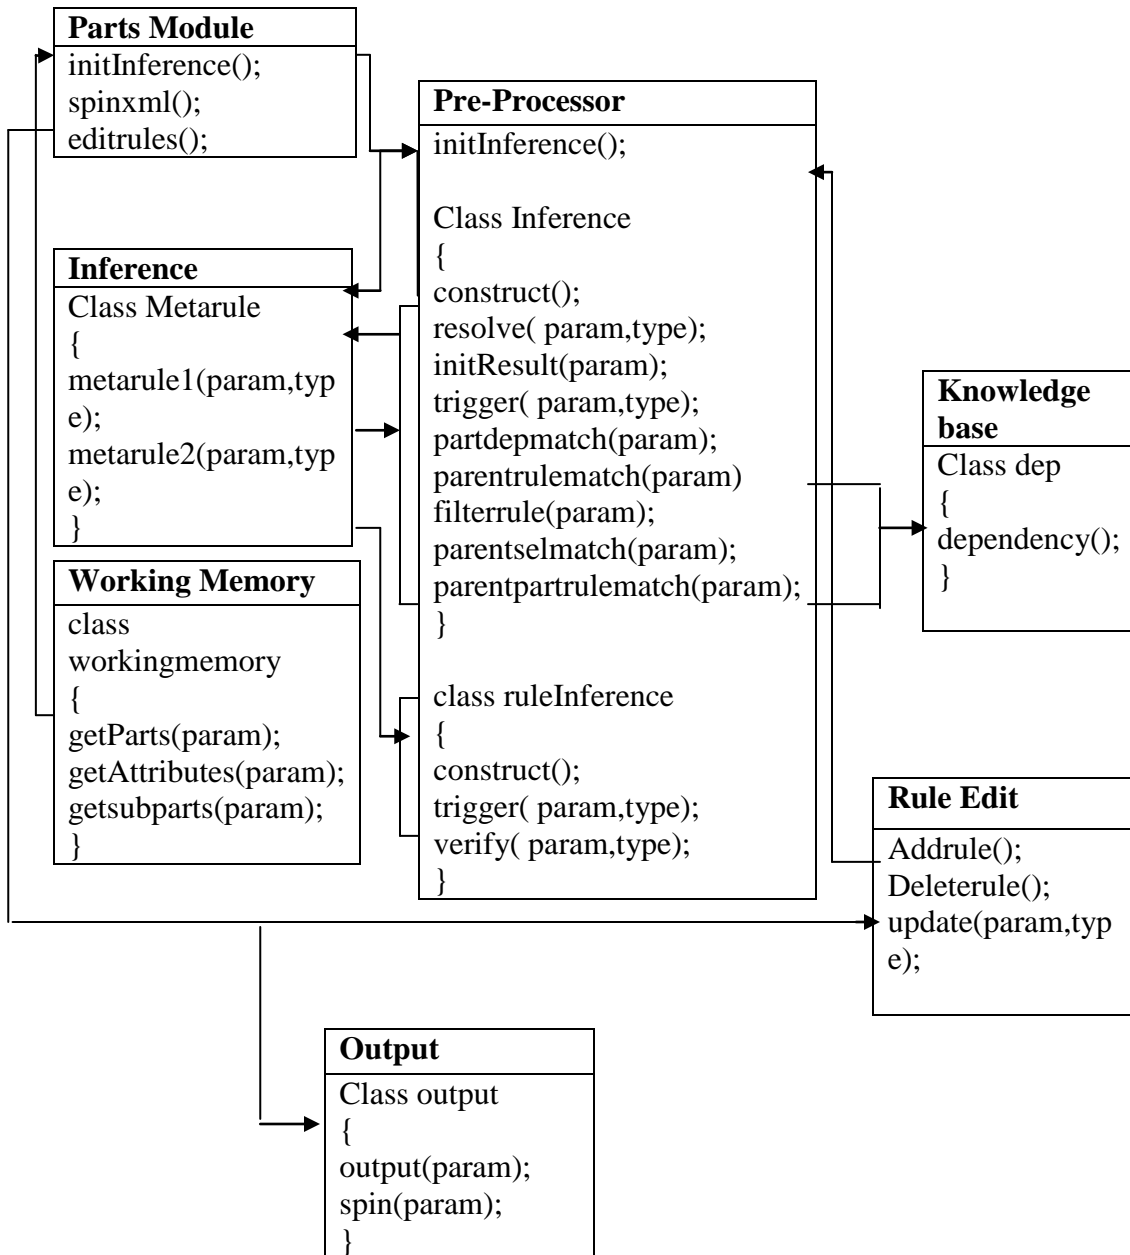 Parts Module
initInference();
spinxml();
editrules();
Pre-Processor
initInference();
Class Inference
{
construct();
resolve( param,type);
initResult(param);
trigger( param,type);
partdepmatch(param);
parentrulematch(param)
filterrule(param);
parentselmatch(param);
parentpartrulematch(param);
}
class ruleInference
{
construct();
trigger( param,type);
verify( param,type);
}
Inference
Class Metarule
{
metarule1(param,typ
e);
metarule2(param,typ
e);
}
Working Memory
class
workingmemory
{
getParts(param);
getAttributes(param);
getsubparts(param);
}
Knowledge
base
Class dep
{
dependency();
}
Rule Edit
Addrule();
Deleterule();
update(param,typ
e);
Output
Class output
{
output(param);
spin(param);
}